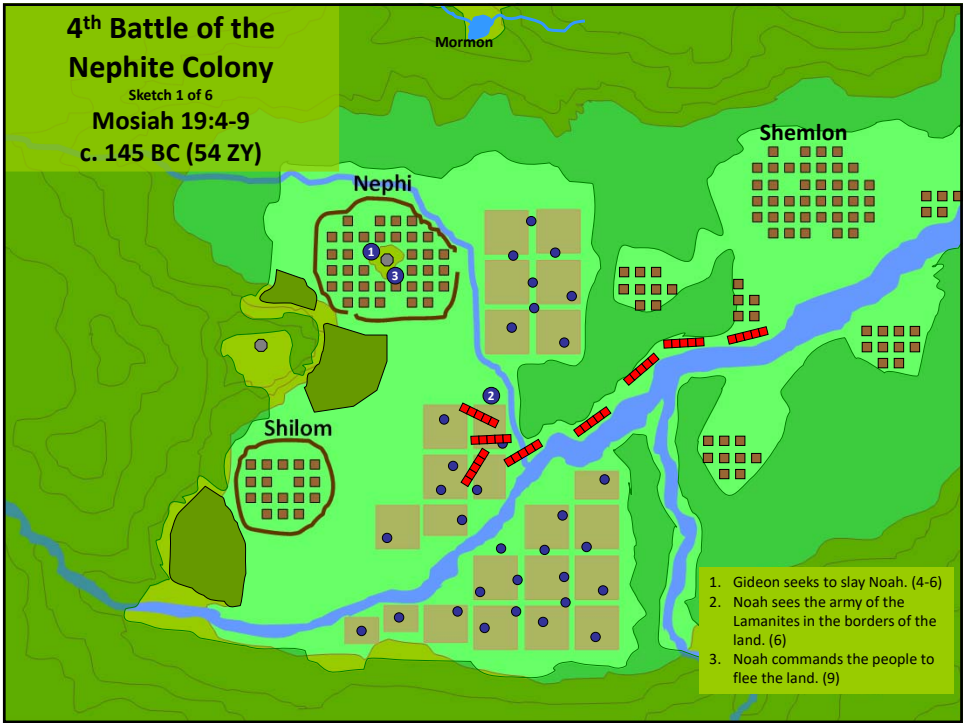 4th Battle of the
Nephite Colony
Sketch 1 of 6
Mosiah 19:4-9
c. 145 BC (54 ZY)
Mormon
Shemlon
Nephi
1
3
2
Shilom
1. Gideon seeks to slay Noah. (4-6)
2. Noah sees the army of the
Lamanites in the borders of the
land. (6)
3. Noah commands the people to
flee the land. (9)